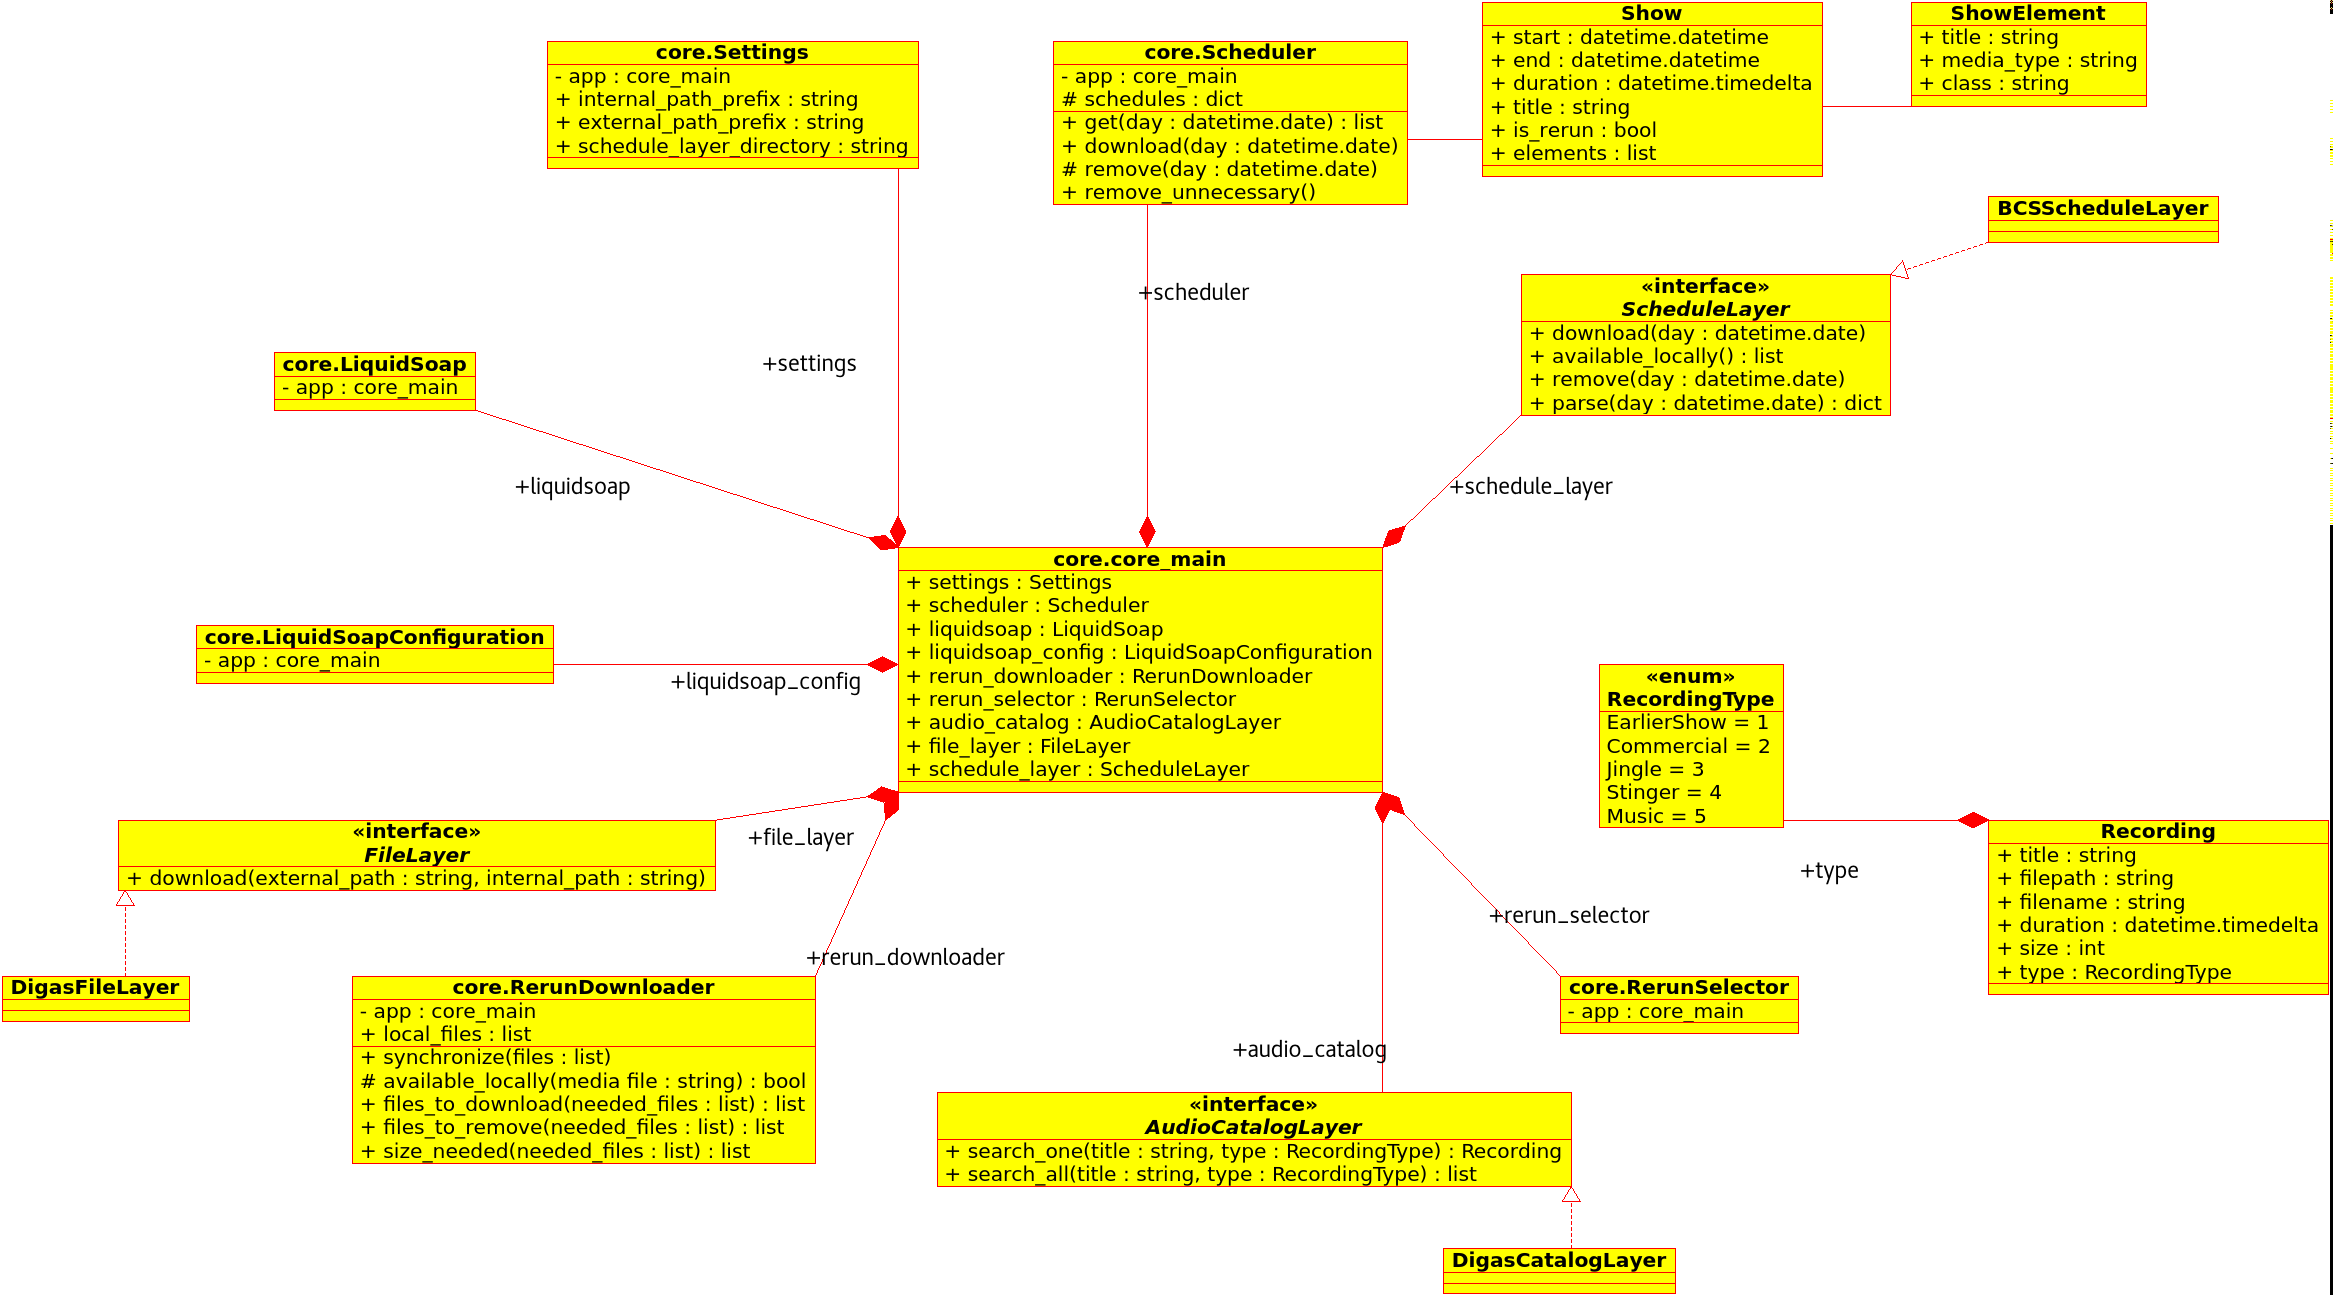 core.Settings
- app : core_main
+ internal_path_prefix : string
+ external_path_prefix : string
+ schedule_layer_directory : string
core.Scheduler
- app : core_main
# schedules : dict
+ get(day : datetime.date) : list
+ download(day : datetime.date)
# remove(day : datetime.date)
+ remove_unnecessary()
Show
+ start : datetime.datetime
+ end : datetime.datetime
+ duration : datetime.timedelta
+ title : string
+ is_rerun : bool
+ elements : list
ShowElement
+ title : string
+ media_type : string
+ class : string
BCSScheduleLayer
«interface»
ScheduleLayer
+ download(day : datetime.date)
+ available_locally() : list
+ remove(day : datetime.date)
+ parse(day : datetime.date) : dict
+scheduler
+settings
core.LiquidSoap
- app : core_main
+liquidsoap
+schedule_layer
core.core_main
+ settings : Settings
+ scheduler : Scheduler
+ liquidsoap : LiquidSoap
+ liquidsoap_config : LiquidSoapConfiguration
+ rerun_downloader : RerunDownloader
+ rerun_selector : RerunSelector
+ audio_catalog : AudioCatalogLayer
+ file_layer : FileLayer
+ schedule_layer : ScheduleLayer
core.LiquidSoapConfiguration
- app : core_main
+liquidsoap_config
«enum»
RecordingType
EarlierShow = 1
Commercial = 2
Jingle = 3
Stinger = 4
Music = 5
+type
Recording
+ title : string
+ filepath : string
+ filename : string
+ duration : datetime.timedelta
+ size : int
+ type : RecordingType
«interface»
FileLayer
+ download(external_path : string, internal_path : string)
+file_layer
DigasFileLayer
+rerun_downloader
core.RerunDownloader
- app : core_main
+ local_files : list
+ synchronize(files : list)
# available_locally(media file : string) : bool
+ files_to_download(needed_files : list) : list
+ files_to_remove(needed_files : list) : list
+ size_needed(needed_files : list) : list
+rerun_selector
core.RerunSelector
- app : core_main
+audio_catalog
«interface»
AudioCatalogLayer
+ search_one(title : string, type : RecordingType) : Recording
+ search_all(title : string, type : RecordingType) : list
DigasCatalogLayer